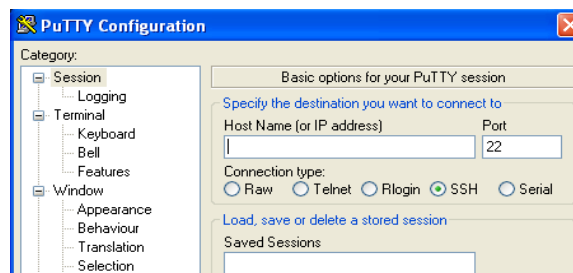 PuTTY Configuration
Category:
Session
Logging
Terminal
Keyboard
Bell
Features
Window
Appearance
Behaviour
Translation
Selection
Basic options for your PuTTY session
Specify the destination you want to connect to
Host Name (or IP address) Port
22
Connection type:
Raw Telnet Rlogin SSH Serial
Load, save or delete a stored session
Saved Sessions